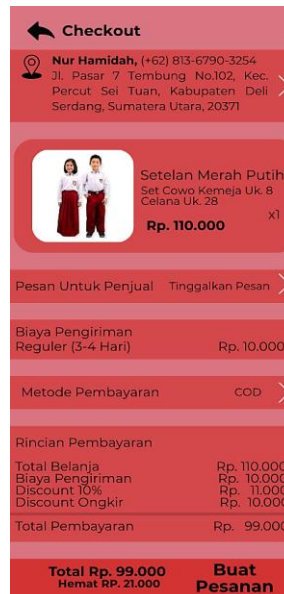 Checkout
Nur Hamidah, (+62) 813-6790-3254
Jl. Pasar 7 Tembung No.102, Kec.
Percut Sei Tuan, Kabupaten Deli
Serdang, Sumatera Utara, 20371
Setelan Merah Putih
Set Cowo Kemeja Uk. 8
Celana Uk. 28
x1
Rp. 110.000
Pesan Untuk Penjual Tinggalkan Pesan
Biaya Pengiriman
Reguler (3-4 Hari) Rp. 10.000
Metode Pembayaran COD
Rincian Pembayaran
Total Belanja Rp. 110.000
Biaya Pengiriman Rp. 10.000
Discount 10% Rp. 11.000
Discount Ongkir Rp. 10.000
Total Pembayaran Rp. 99.000
Total Rp. 99.000
Hemat RP. 21.000
Buat
Pesanan